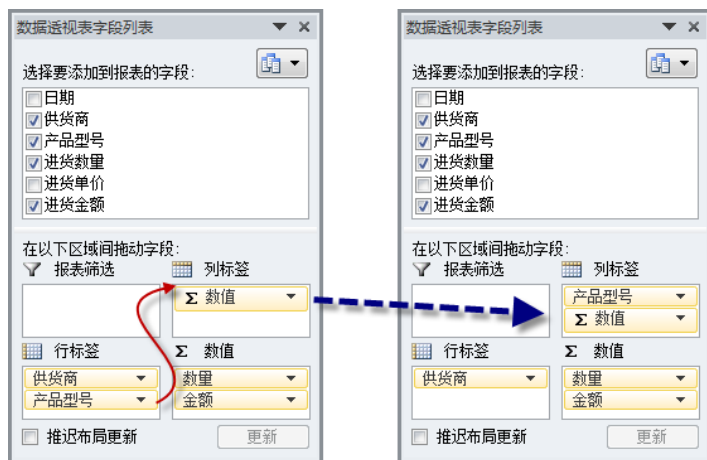 数据透视表字段列表
选择要添加到报表的字段:
日期
供货商
产品型号
进货数量
进货单价
进货金额
在以下区域间拖动字段:
报表筛选
列标签
Σ 数值
行标签
Σ 数值
供货商
产品型号
数量
金额
推迟布局更新
更新
数据透视表字段列表
选择要添加到报表的字段:
日期
供货商
产品型号
进货数量
进货单价
进货金额
在以下区域间拖动字段:
报表筛选
列标签
产品型号
Σ 数值
行标签
Σ 数值
供货商
数量
金额
推迟布局更新
更新